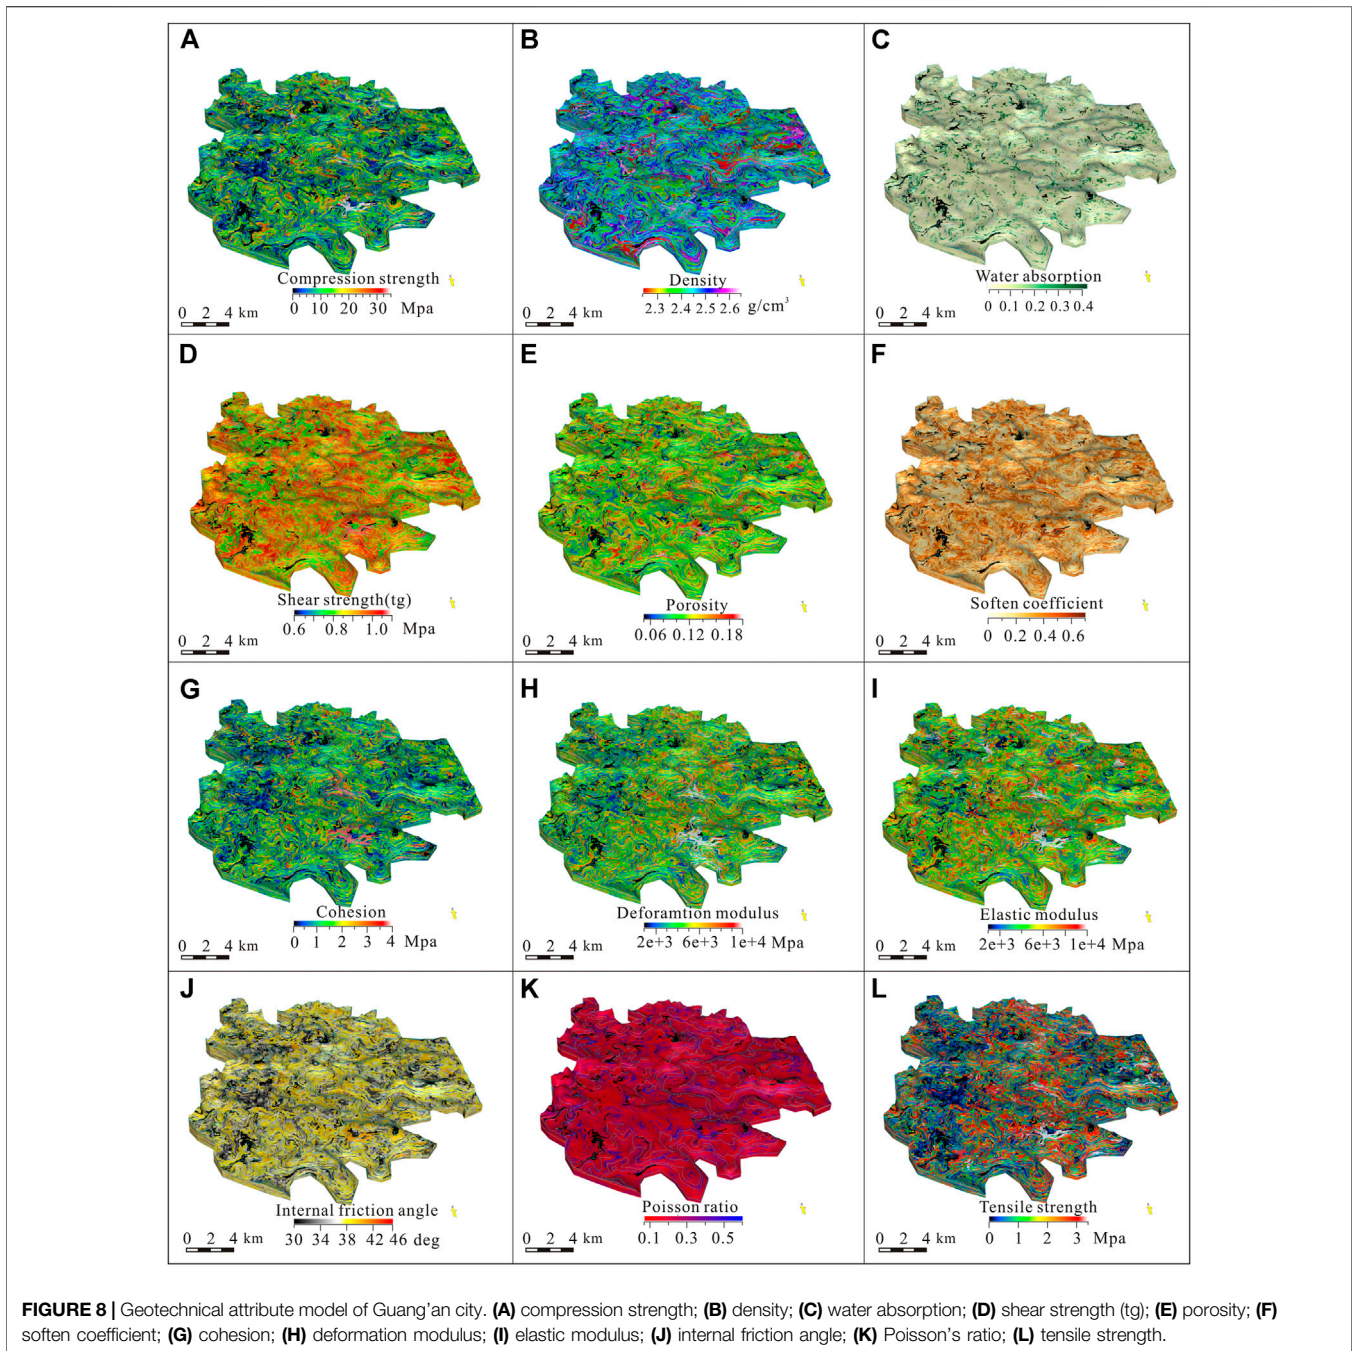 A
Compression strength
0 10 20 30 Mpa
0 2 4 km
B
Density
2.3 2.4 2.5 2.6 g/cm³
0 2 4 km
C
Water absorption
0 0.1 0.2 0.3 0.4
0 2 4 km
D
Shear strength(tg)
0.6 0.8 1.0 Mpa
0 2 4 km
E
Porosity
0.06 0.12 0.18
0 2 4 km
F
Soften coefficient
0 0.2 0.4 0.6
0 2 4 km
G
Cohesion
0 1 2 3 4 Mpa
0 2 4 km
H
Deforamtion modulus
2e+3 6e+3 1e+4 Mpa
0 2 4 km
I
Elastic modulus
2e+3 6e+3 1e+4 Mpa
0 2 4 km
J
Internal friction angle
30 34 38 42 46 deg
0 2 4 km
K
Poisson ratio
0.1 0.3 0.5
0 2 4 km
L
Tensile strength
0 1 2 3 Mpa
0 2 4 km
FIGURE 8 | Geotechnical attribute model of Guang'an city. (A) compression strength; (B) density; (C) water absorption; (D) shear strength (tg); (E) porosity; (F)
soften coefficient; (G) cohesion; (H) deformation modulus; (I) elastic modulus; (J) internal friction angle; (K) Poisson's ratio; (L) tensile strength.